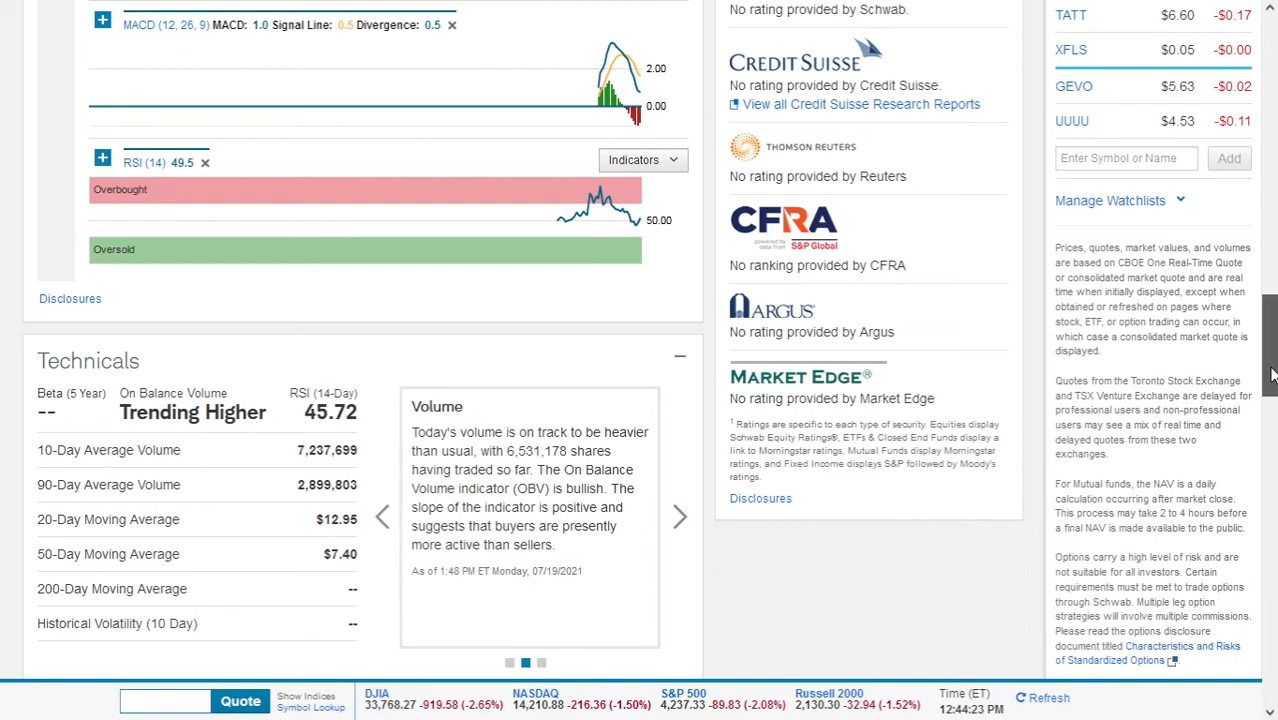 MACD (12, 26, 9) MACD: 1.0 Signal Line: 0.5 Divergence: 0.5
2.00
0.00
RSI (14) 49.5
Indicators
Overbought
50.00
Oversold
Disclosures
Technicals
Beta (5 Year) On Balance Volume RSI (14-Day)
-- Trending Higher 45.72
10-Day Average Volume 7,237,699
90-Day Average Volume 2,899,803
20-Day Moving Average $12.95
50-Day Moving Average $7.40
200-Day Moving Average --
Historical Volatility (10 Day) --
Volume
Today's volume is on track to be heavier
than usual, with 6,531,178 shares
having traded so far. The On Balance
Volume indicator (OBV) is bullish. The
slope of the indicator is positive and
suggests that buyers are presently
more active than sellers.
As of 1:48 PM ET Monday, 07/19/2021
No rating provided by Schwab.
CREDIT SUISSE
No rating provided by Credit Suisse.
View all Credit Suisse Research Reports
THOMSON REUTERS
No rating provided by Reuters
CFRA
powered by data from S&P Global
No ranking provided by CFRA
ARGUS
No rating provided by Argus
MARKET EDGE®
No rating provided by Market Edge
1 Ratings are specific to each type of security. Equities display
Schwab Equity Ratings®, ETFs & Closed End Funds display a
link to Morningstar ratings, Mutual Funds display Morningstar
ratings, and Fixed Income displays S&P followed by Moody's
ratings.
Disclosures
TATT $6.60 -$0.17
XFLS $0.05 -$0.00
GEVO $5.63 -$0.02
UUUU $4.53 -$0.11
Enter Symbol or Name Add
Manage Watchlists
Prices, quotes, market values, and volumes
are based on CBOE One Real-Time Quote
or consolidated market quote and are real
time when initially displayed, except when
obtained or refreshed on pages where
stock, ETF, or option trading can occur, in
which case a consolidated market quote is
displayed.
Quotes from the Toronto Stock Exchange
and TSX Venture Exchange are delayed for
professional users and non-professional
users may see a mix of real time and
delayed quotes from these two
exchanges.
For Mutual funds, the NAV is a daily
calculation occurring after market close.
This process may take 2 to 4 hours before
a final NAV is made available to the public.
Options carry a high level of risk and are
not suitable for all investors. Certain
requirements must be met to trade options
through Schwab. Multiple leg option
strategies will involve multiple commissions.
Please read the options disclosure
document titled Characteristics and Risks
of Standardized Options.
Quote
Show Indices
Symbol Lookup
DJIA
33,768.27 -919.58 (-2.65%)
NASDAQ
14,210.88 -216.36 (-1.50%)
S&P 500
4,237.33 -89.83 (-2.08%)
Russell 2000
2,130.30 -32.94 (-1.52%)
Time (ET)
12:44:23 PM
Refresh